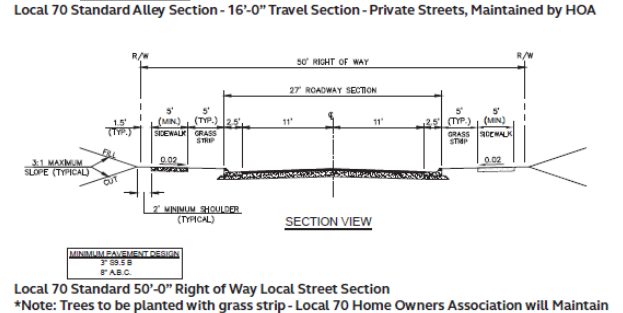 Local 70 Standard Alley Section - 16'-0" Travel Section - Private Streets, Maintained by HOA
R/W
R/W
50' RIGHT OF WAY
27' ROADWAY SECTION
5'
(MIN.)
SIDEWALK
5'
(TYP.)
GRASS
STRIP
2.5'
11'
℄
11'
2.5'
5'
(TYP.)
GRASS
STRIP
5'
(MIN.)
SIDEWALK
1.5'
(TYP.)
FILL
CUT
3:1 MAXIMUM
SLOPE (TYPICAL)
0.02
0.02
2' MINIMUM SHOULDER
(TYPICAL)
SECTION VIEW
MINIMUM PAVEMENT DESIGN
3" S9.5 B
8" A.B.C.
Local 70 Standard 50'-0" Right of Way Local Street Section
*Note: Trees to be planted with grass strip - Local 70 Home Owners Association will Maintain